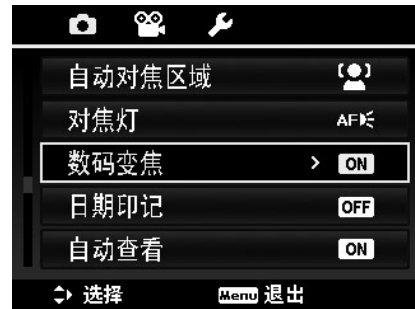 自动对焦区域
对焦灯 AF
数码变焦 > ON
日期印记 OFF
自动查看 ON
选择 Menu 退出